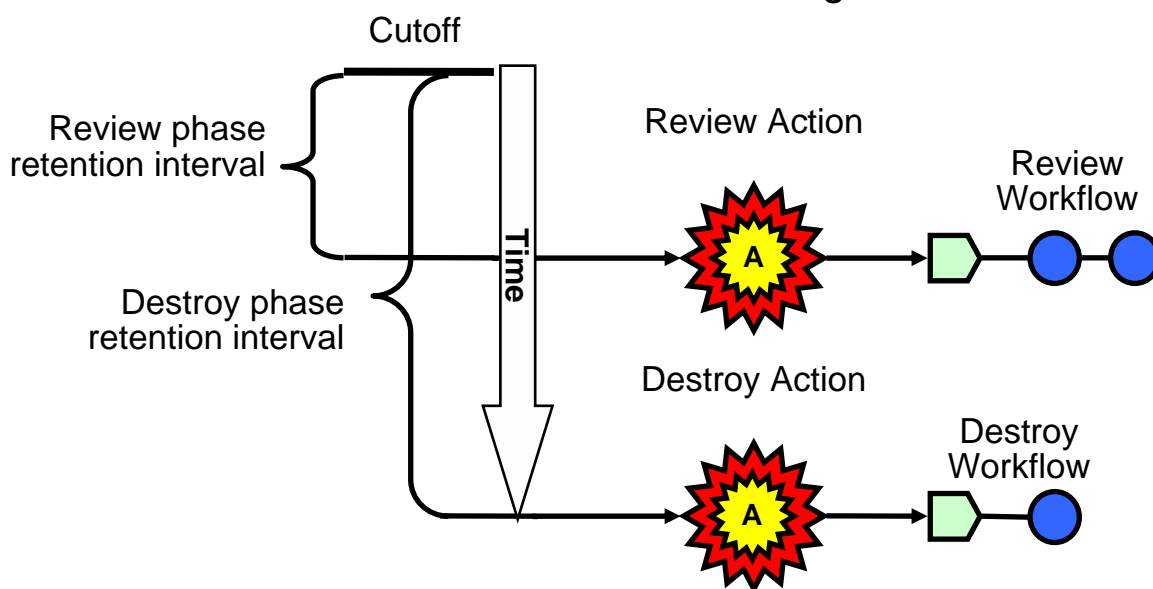 Cutoff
Review phase
retention interval
Review Action
Review
Workflow
Time
A
Destroy phase
retention interval
Destroy Action
Destroy
Workflow
A